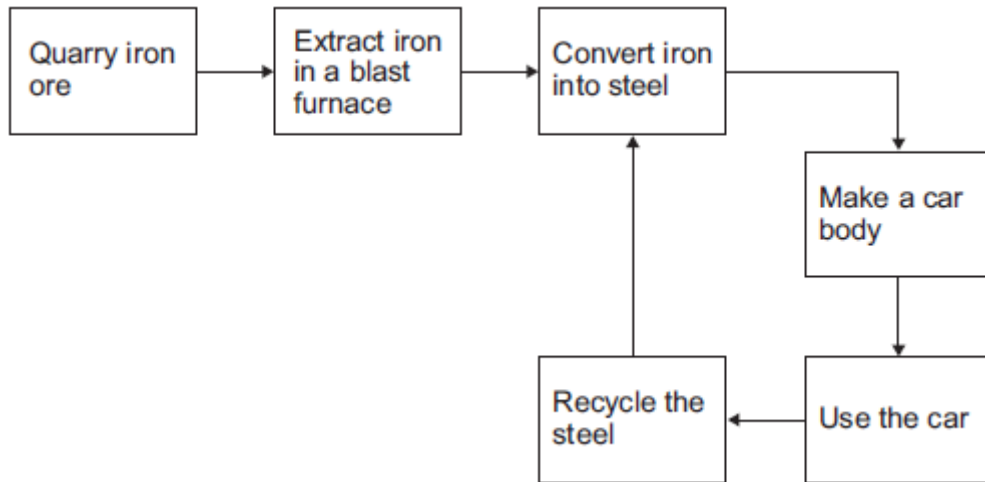 Quarry iron
ore
Extract iron
in a blast
furnace
Convert iron
into steel
Make a car
body
Use the car
Recycle the
steel